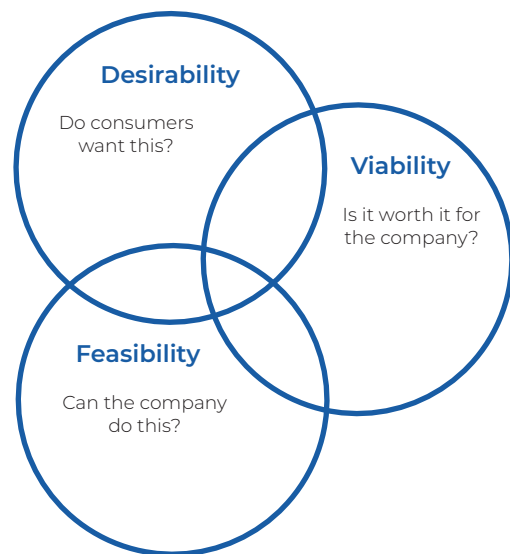 Desirability
Do consumers
want this?
Viability
Is it worth it for
the company?
Feasibility
Can the company
do this?